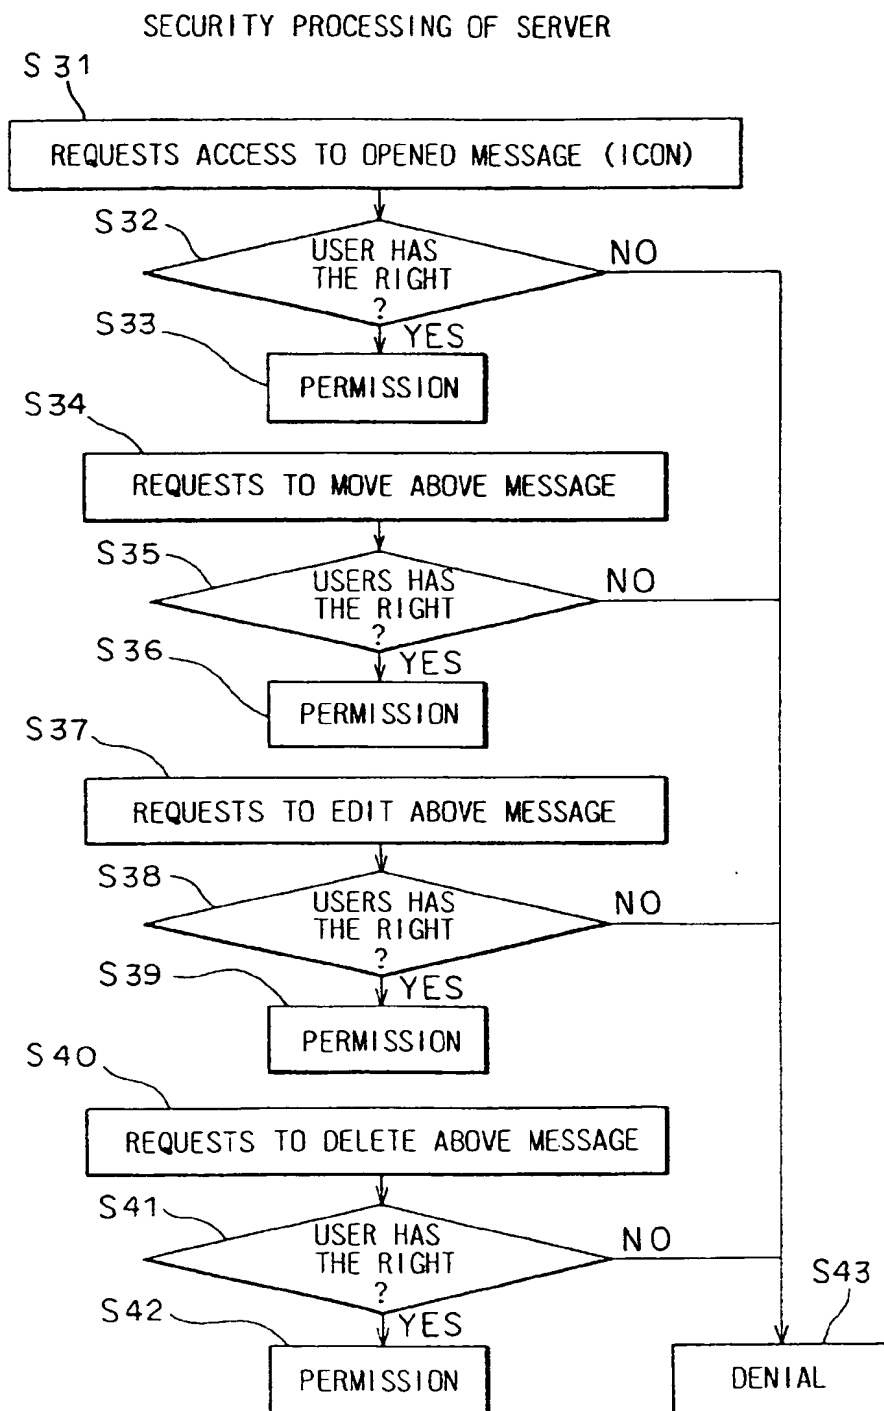 SECURITY PROCESSING OF SERVER
S31
REQUESTS ACCESS TO OPENED MESSAGE (ICON)
S32
USER HAS
THE RIGHT
?
NO
YES
S33
PERMISSION
S34
REQUESTS TO MOVE ABOVE MESSAGE
S35
USERS HAS
THE RIGHT
?
NO
YES
S36
PERMISSION
S37
REQUESTS TO EDIT ABOVE MESSAGE
S38
USERS HAS
THE RIGHT
?
NO
YES
S39
PERMISSION
S40
REQUESTS TO DELETE ABOVE MESSAGE
S41
USER HAS
THE RIGHT
?
NO
YES
S42
PERMISSION
S43
DENIAL